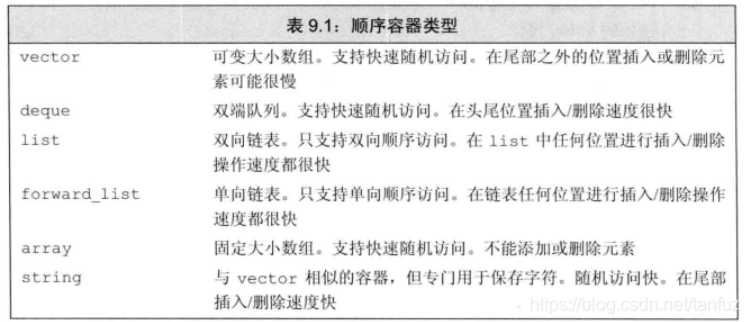 表 9.1：顺序容器类型
vector 可变大小数组。支持快速随机访问。在尾部之外的位置插入或删除元
素可能很慢
deque 双端队列。支持快速随机访问。在头尾位置插入/删除速度很快
list 双向链表。只支持双向顺序访问。在 list 中任何位置进行插入/删除
操作速度都很快
forward_list 单向链表。只支持单向顺序访问。在链表任何位置进行插入/删除操作
速度都很快
array 固定大小数组。支持快速随机访问。不能添加或删除元素
string 与 vector 相似的容器，但专门用于保存字符。随机访问快。在尾部
插入/删除速度快
https://blog.csdn.net/tanfuz